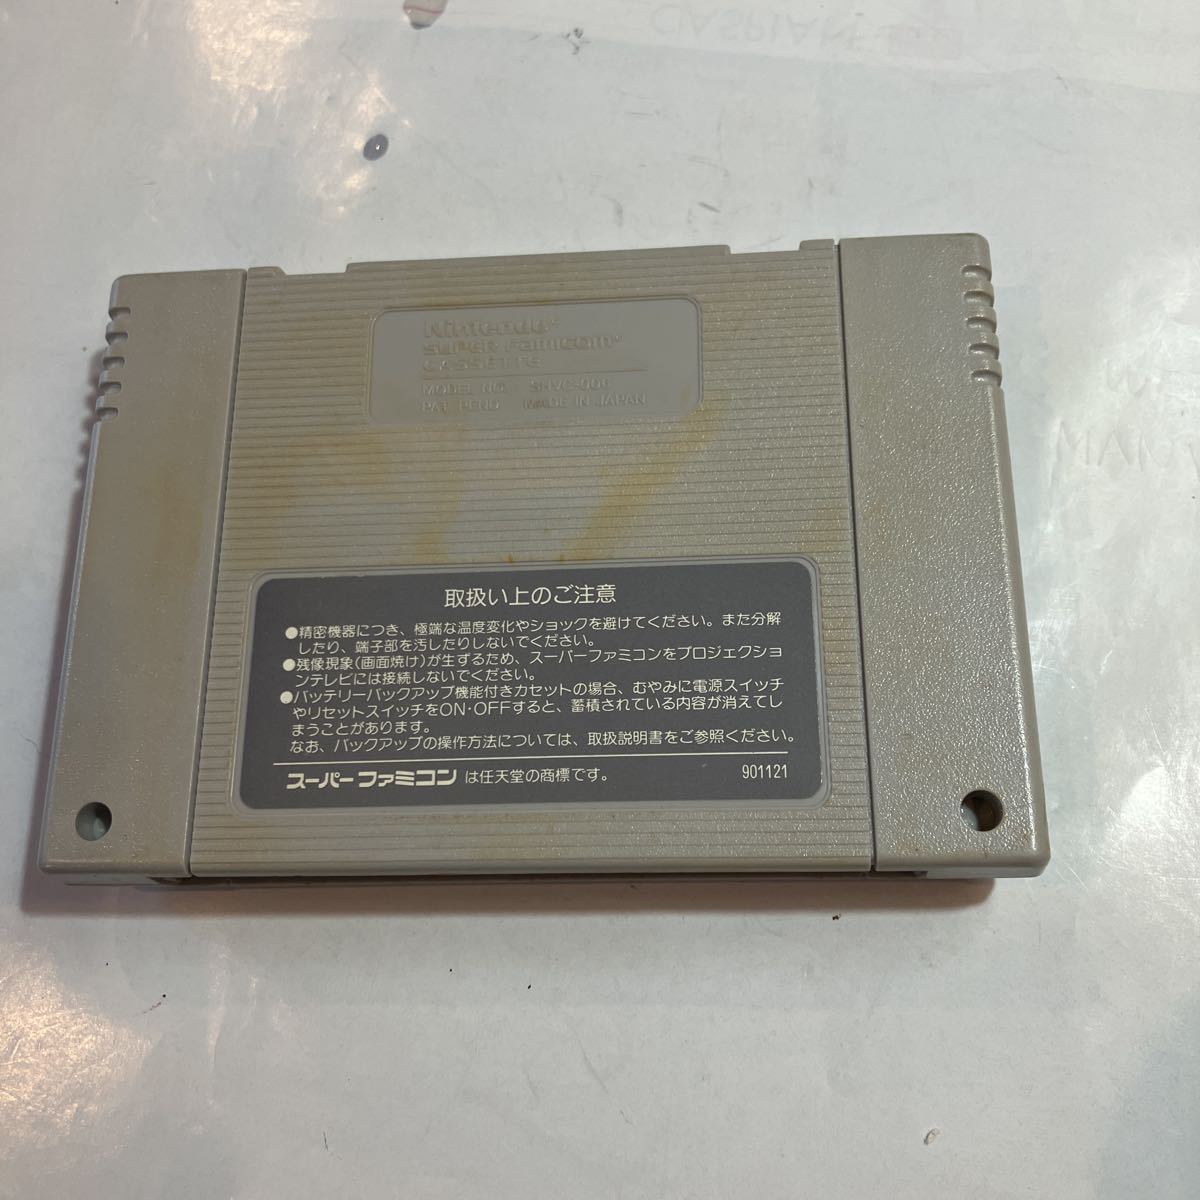 Nintendo®
SUPER Famicom™
CASSETTE
MODEL NO. : SHVC-006
PAT. PEND. MADE IN JAPAN
取扱い上のご注意
●精密機器につき、極端な温度変化やショックを避けてください。また分解
したり、端子部を汚したりしないでください。
●残像現象(画面焼け)が生ずるため、スーパーファミコンをプロジェクショ
ンテレビには接続しないでください。
●バッテリーバックアップ機能付きカセットの場合、むやみに電源スイッチ
やリセットスイッチをON・OFFすると、蓄積されている内容が消えてし
まうことがあります。
なお、バックアップの操作方法については、取扱説明書をご参照ください。
スーパーファミコン は任天堂の商標です。 901121